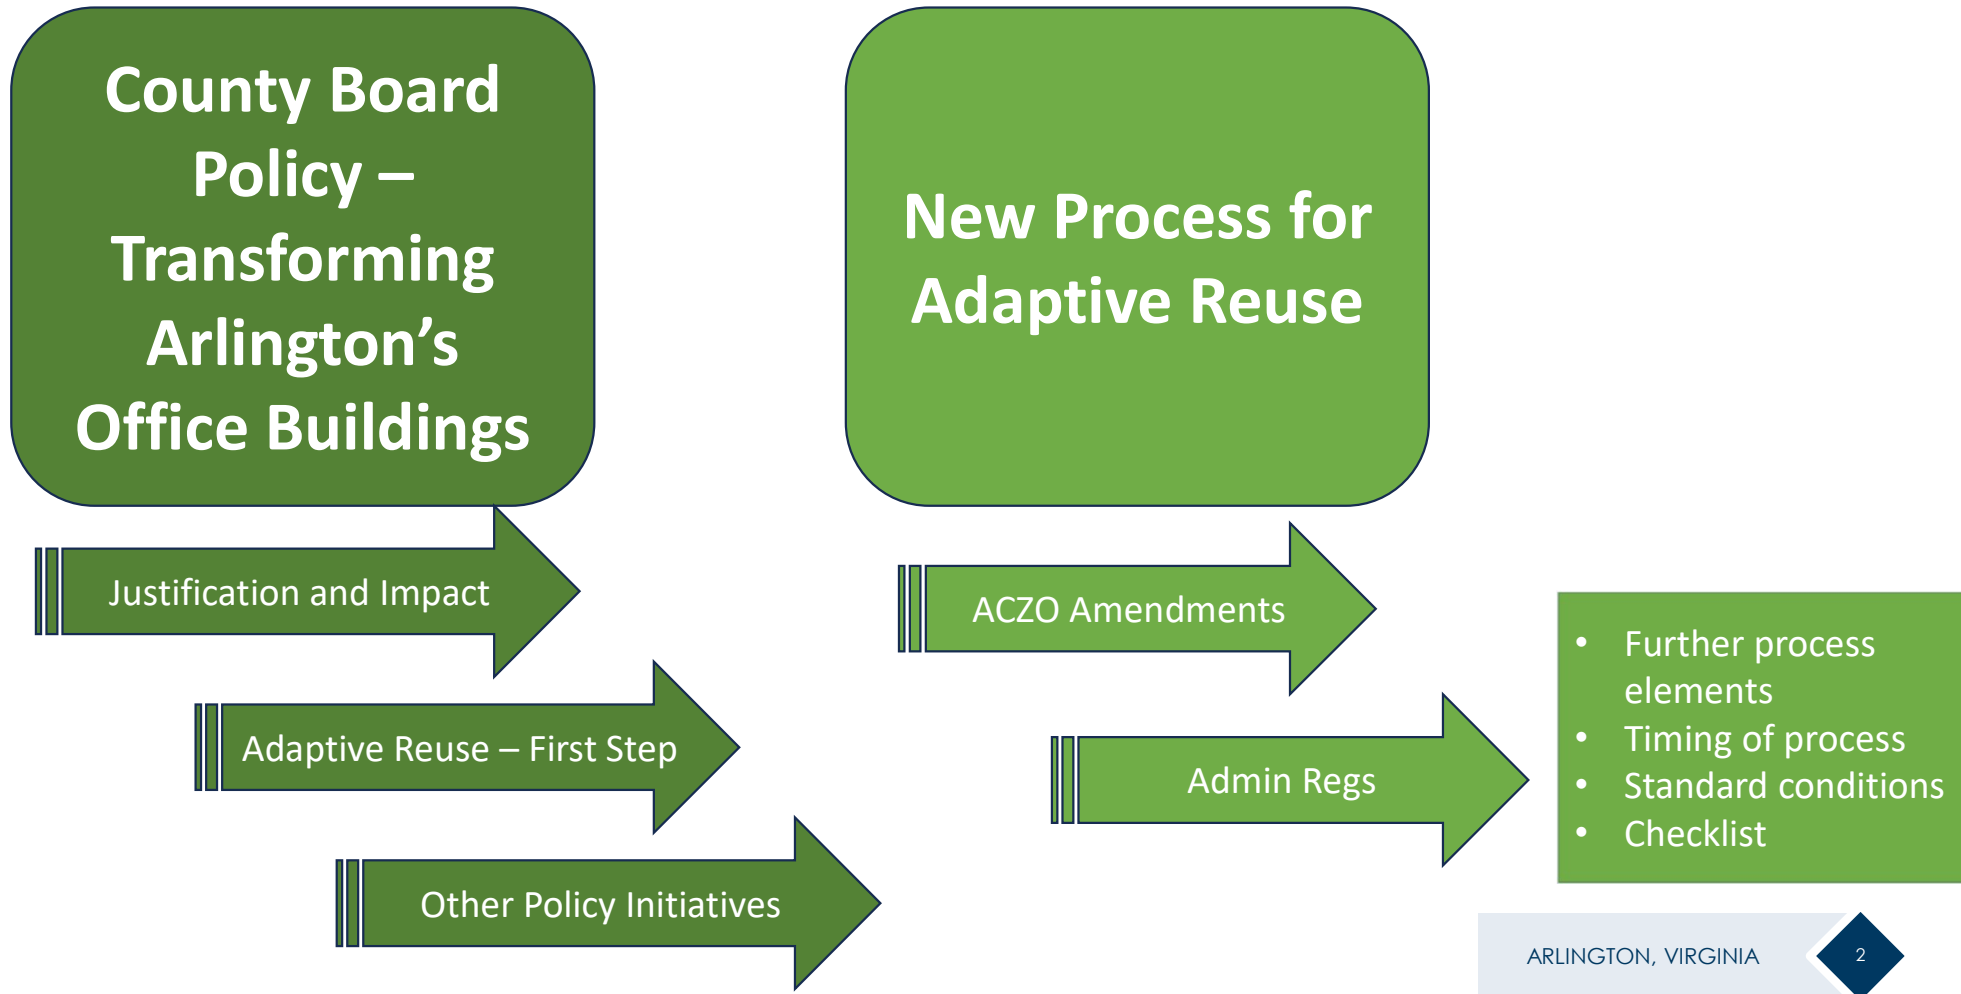 County Board
Policy –
Transforming
Arlington’s
Office Buildings
Justification and Impact
Adaptive Reuse – First Step
Other Policy Initiatives
New Process for
Adaptive Reuse
ACZO Amendments
Admin Regs
• Further process
elements
• Timing of process
• Standard conditions
• Checklist
ARLINGTON, VIRGINIA
2